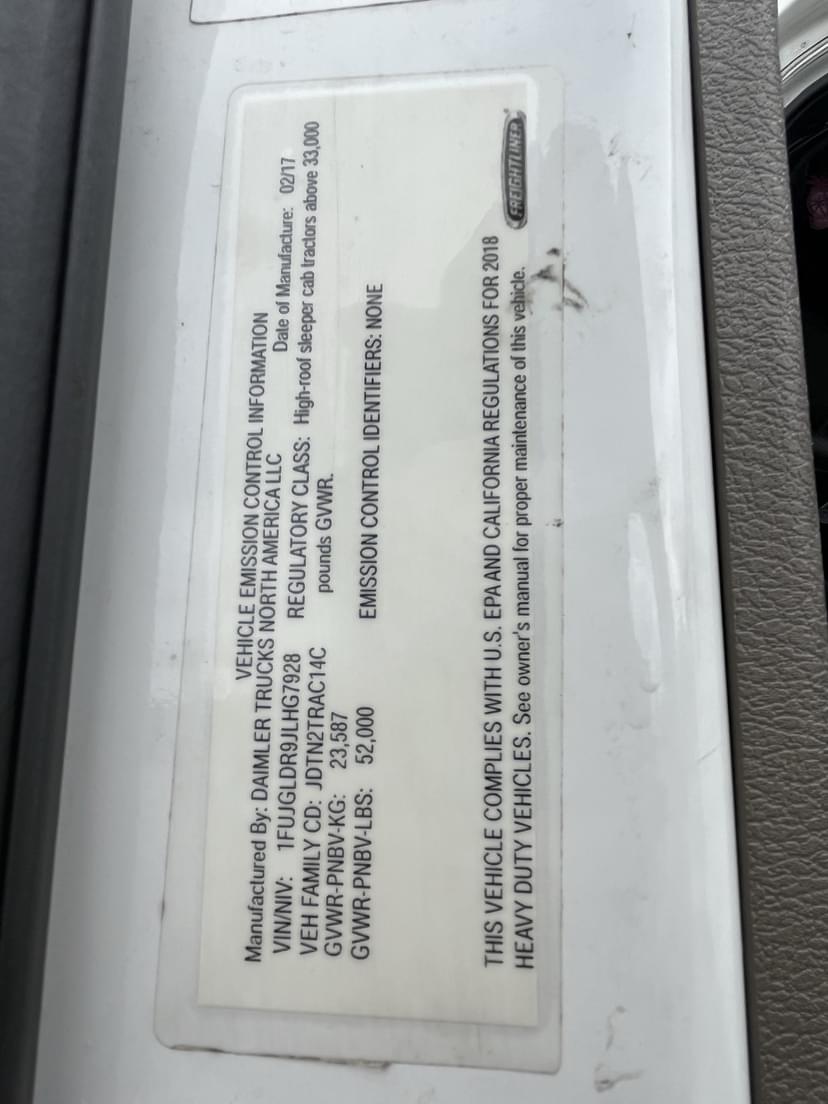 VEHICLE EMISSION CONTROL INFORMATION
Manufactured By: DAIMLER TRUCKS NORTH AMERICA LLC Date of Manufacture: 02/17
VIN/NIV: 1FUJGLDR9JLHG7928 REGULATORY CLASS: High-roof sleeper cab tractors above 33,000
VEH FAMILY CD: JDTN2TRAC14C pounds GVWR.
GVWR-PNBV-KG: 23,587
GVWR-PNBV-LBS: 52,000 EMISSION CONTROL IDENTIFIERS: NONE
THIS VEHICLE COMPLIES WITH U.S. EPA AND CALIFORNIA REGULATIONS FOR 2018
HEAVY DUTY VEHICLES. See owner's manual for proper maintenance of this vehicle.
FREIGHTLINER